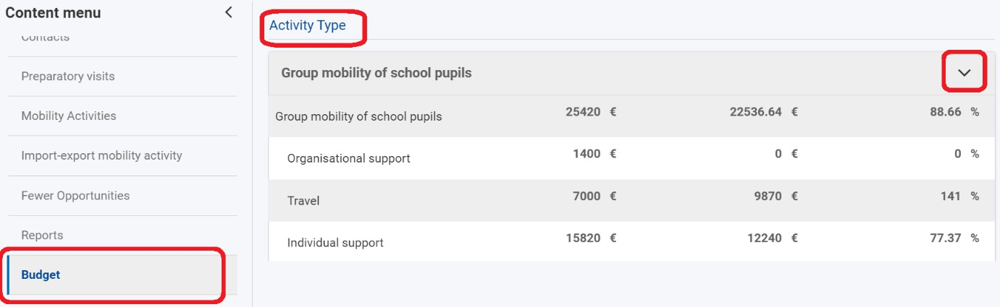 Content menu
Contacts
Preparatory visits
Mobility Activities
Import-export mobility activity
Fewer Opportunities
Reports
Budget
Activity Type
Group mobility of school pupils
Group mobility of school pupils 25420 € 22536.64 € 88.66 %
Organisational support 1400 € 0 € 0 %
Travel 7000 € 9870 € 141 %
Individual support 15820 € 12240 € 77.37 %